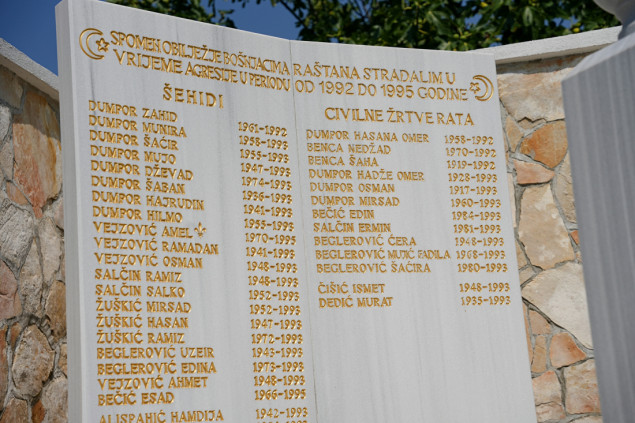 SPOMEN OBILJEŽJE BOŠNJACIMA RAŠTANA STRADALIM U
VRIJEME AGRESIJE U PERIODU OD 1992 DO 1995 GODINE
ŠEHIDI
DUMPOR ZAHID 1961-1992
DUMPOR MUNIRA 1958-1993
DUMPOR ŠAĆIR 1955-1993
DUMPOR MUJO 1947-1993
DUMPOR DŽEVAD 1974-1993
DUMPOR ŠABAN 1956-1993
DUMPOR HAJRUDIN 1941-1993
DUMPOR HILMO 1955-1993
VEJZOVIĆ AMEL 1970-1995
VEJZOVIĆ RAMADAN 1941-1993
VEJZOVIĆ OSMAN 1948-1993
SALČIN RAMIZ 1948-1993
SALČIN SALKO 1952-1993
ŽUŠKIĆ MIRSAD 1952-1993
ŽUŠKIĆ HASAN 1947-1993
ŽUŠKIĆ RAMIZ 1972-1993
BEGLEROVIĆ UZEIR 1943-1993
BEGLEROVIĆ EDINA 1973-1993
VEJZOVIĆ AHMET 1948-1993
BEČIĆ ESAD 1966-1993
ALISPAHIĆ HAMDIJA 1942-1993
CIVILNE ŽRTVE RATA
DUMPOR HASANA OMER 1958-1992
BENCA NEDŽAD 1970-1992
BENCA ŠAHA 1919-1992
DUMPOR HADŽE OMER 1928-1993
DUMPOR OSMAN 1917-1993
DUMPOR MIRSAD 1960-1993
BEČIĆ EDIN 1984-1993
SALČIN ERMIN 1981-1993
BEGLEROVIĆ ĆERA 1948-1993
BEGLEROVIĆ MUJIĆ FADILA 1968-1993
BEGLEROVIĆ ŠAĆIRA 1980-1993
ČIŠIĆ ISMET 1948-1993
DEDIĆ MURAT 1935-1993